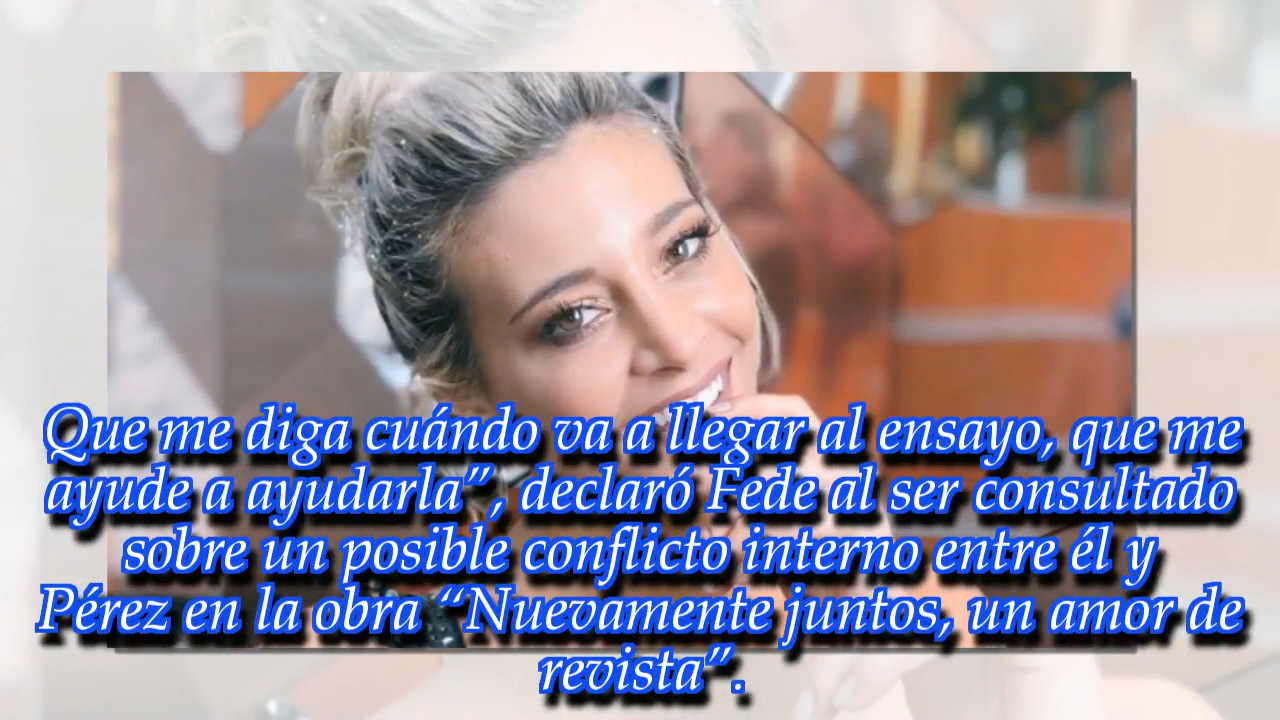 Que me diga cuándo va a llegar al ensayo, que me
ayude a ayudarla”, declaró Fede al ser consultado
sobre un posible conflicto interno entre él y
Pérez en la obra “Nuevamente juntos, un amor de
revista”.